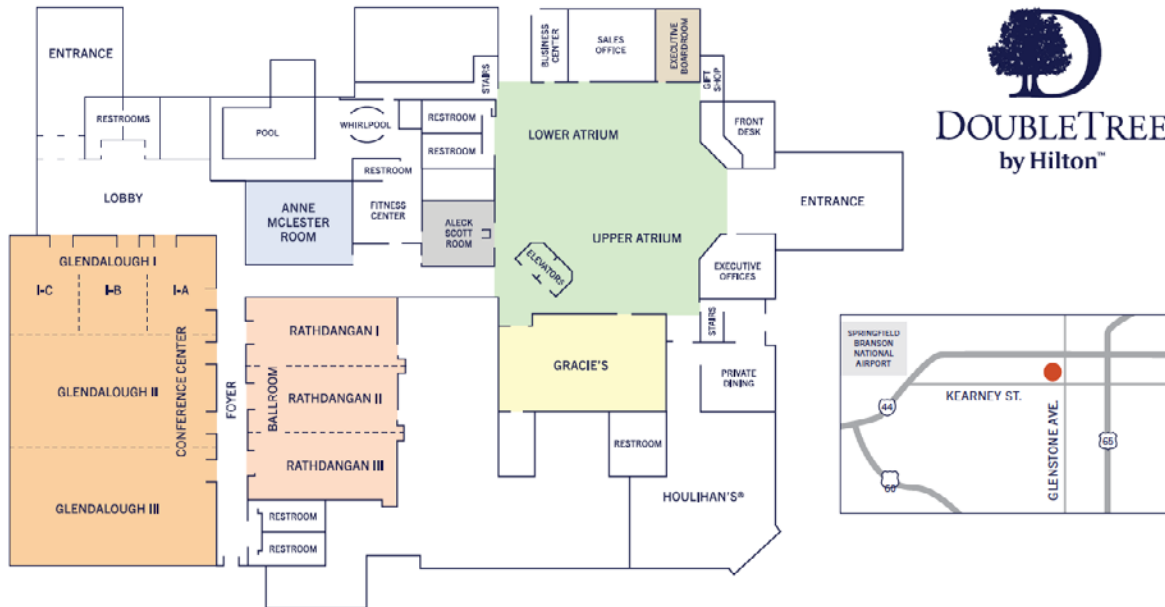 ENTRANCE
RESTROOMS
POOL
WHIRLPOOL
STAIRS
RESTROOM
RESTROOM
BUSINESS
CENTER
SALES
OFFICE
EXECUTIVE
BOARDROOM
GIFT
SHOP
LOWER ATRIUM
FRONT
DESK
DOUBLETREE
by Hilton™
LOBBY
ANNE
MCLESTER
ROOM
RESTROOM
FITNESS
CENTER
ALECK
SCOTT
ROOM
UPPER ATRIUM
ELEVATORS
ENTRANCE
EXECUTIVE
OFFICES
GLENDALOUGH I
I-C
I-B
I-A
CONFERENCE CENTER
GLENDALOUGH II
GLENDALOUGH III
FOYER
BALLROOM
RATHDANGAN I
RATHDANGAN II
RATHDANGAN III
RESTROOM
RESTROOM
GRACIE'S
STAIRS
PRIVATE
DINING
RESTROOM
HOULIHAN'S®
SPRINGFIELD
BRANSON
NATIONAL
AIRPORT
KEARNEY ST.
GLENSTONE AVE.
44
60
65